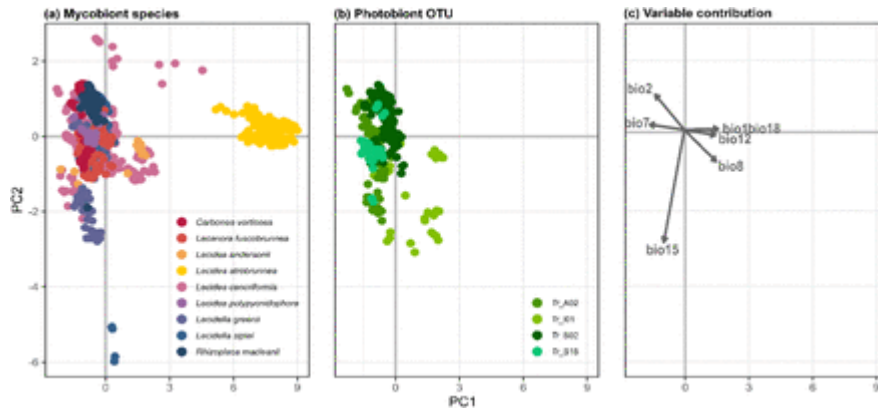 (a) Mycobiont species
(b) Photobiont OTU
(c) Variable contribution
PC2
2
0
-2
-4
-6
Carbonea vorticosa
Lecanora fuscobrunnea
Lecidea andersonii
Lecidea atrobrunnea
Lecidea cancriformis
Lecidea polypycnidophora
Lecidella greenii
Lecidella siplei
Rhizoplaca macleanii
0 3 6 9
Tr_A02
Tr_I01
Tr_S02
Tr_S18
0 3 6 9
PC1
bio2
bio7
bio1bio18
bio12
bio8
bio15
0 3 6 9